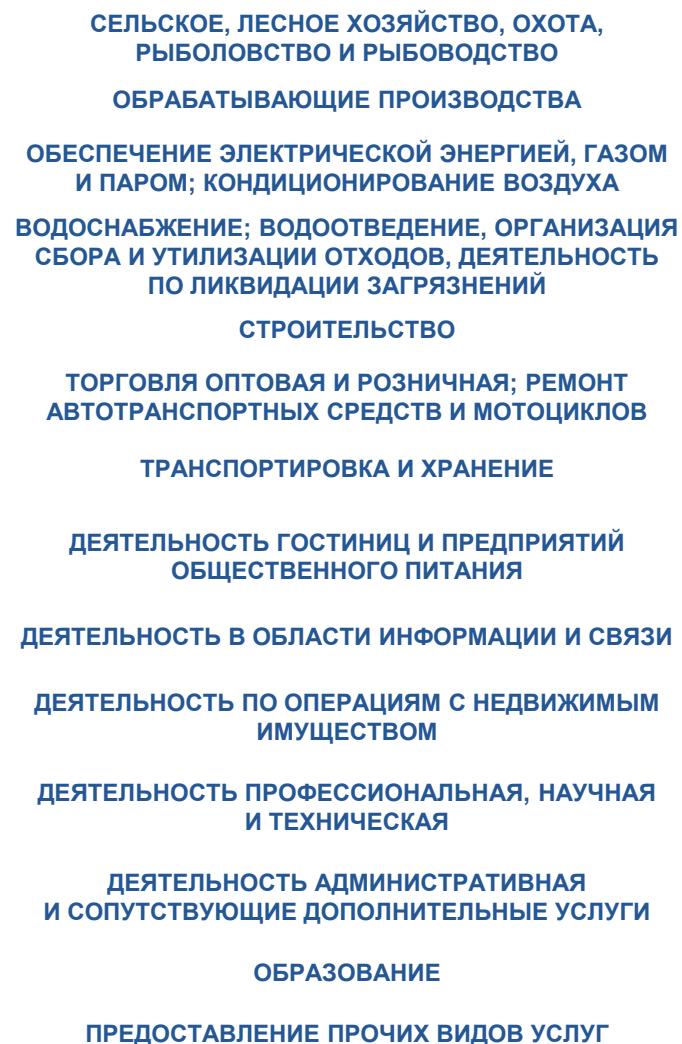 СЕЛЬСКОЕ, ЛЕСНОЕ ХОЗЯЙСТВО, ОХОТА,
РЫБОЛОВСТВО И РЫБОВОДСТВО
ОБРАБАТЫВАЮЩИЕ ПРОИЗВОДСТВА
ОБЕСПЕЧЕНИЕ ЭЛЕКТРИЧЕСКОЙ ЭНЕРГИЕЙ, ГАЗОМ
И ПАРОМ; КОНДИЦИОНИРОВАНИЕ ВОЗДУХА
ВОДОСНАБЖЕНИЕ; ВОДООТВЕДЕНИЕ, ОРГАНИЗАЦИЯ
СБОРА И УТИЛИЗАЦИИ ОТХОДОВ, ДЕЯТЕЛЬНОСТЬ
ПО ЛИКВИДАЦИИ ЗАГРЯЗНЕНИЙ
СТРОИТЕЛЬСТВО
ТОРГОВЛЯ ОПТОВАЯ И РОЗНИЧНАЯ; РЕМОНТ
АВТОТРАНСПОРТНЫХ СРЕДСТВ И МОТОЦИКЛОВ
ТРАНСПОРТИРОВКА И ХРАНЕНИЕ
ДЕЯТЕЛЬНОСТЬ ГОСТИНИЦ И ПРЕДПРИЯТИЙ
ОБЩЕСТВЕННОГО ПИТАНИЯ
ДЕЯТЕЛЬНОСТЬ В ОБЛАСТИ ИНФОРМАЦИИ И СВЯЗИ
ДЕЯТЕЛЬНОСТЬ ПО ОПЕРАЦИЯМ С НЕДВИЖИМЫМ
ИМУЩЕСТВОМ
ДЕЯТЕЛЬНОСТЬ ПРОФЕССИОНАЛЬНАЯ, НАУЧНАЯ
И ТЕХНИЧЕСКАЯ
ДЕЯТЕЛЬНОСТЬ АДМИНИСТРАТИВНАЯ
И СОПУТСТВУЮЩИЕ ДОПОЛНИТЕЛЬНЫЕ УСЛУГИ
ОБРАЗОВАНИЕ
ПРЕДОСТАВЛЕНИЕ ПРОЧИХ ВИДОВ УСЛУГ